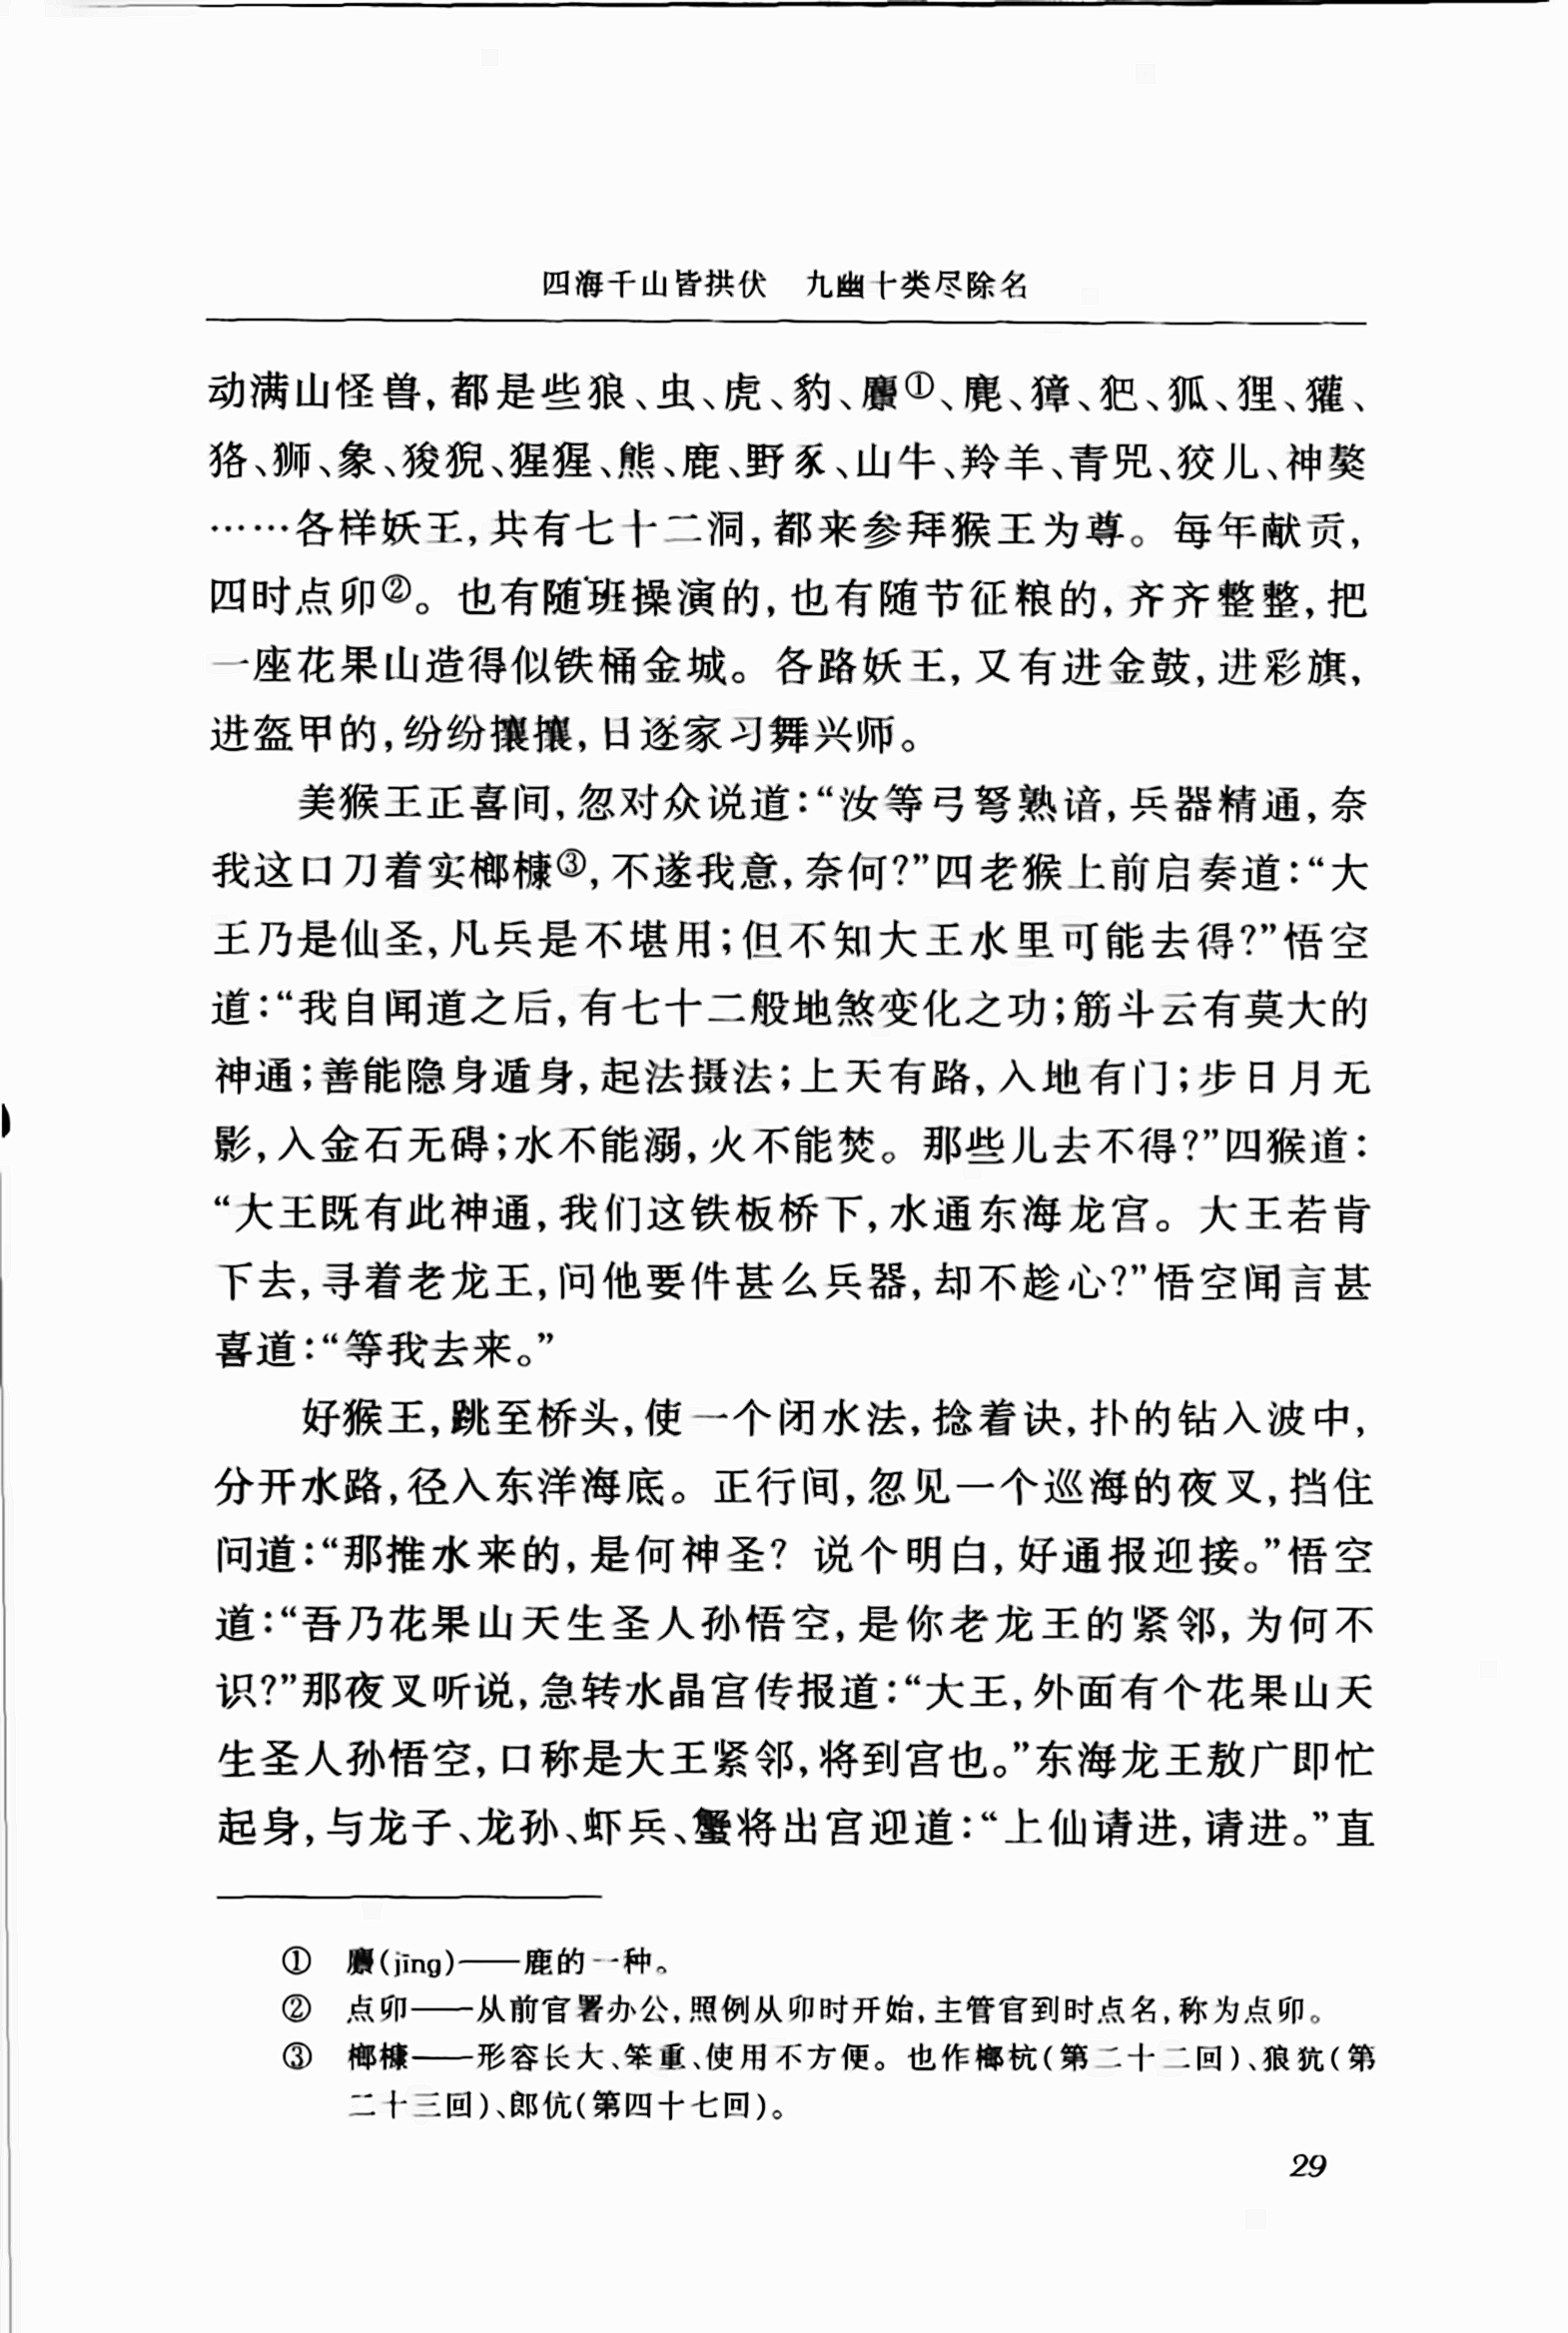 四海千山皆拱伏　九幽十类尽除名
动满山怪兽,都是些狼、虫、虎、豹、麖①、麂、獐、犯、狐、狸、獾、
狢、狮、象、狻猊、猩猩、熊、鹿、野豕、山牛、羚羊、青兕、狡儿、神獒
……各样妖王,共有七十二洞,都来参拜猴王为尊。每年献贡,
四时点卯②。也有随班操演的,也有随节征粮的,齐齐整整,把
一座花果山造得似铁桶金城。各路妖王,又有进金鼓,进彩旗,
进盔甲的,纷纷攘攘,日逐家习舞兴师。
美猴王正喜间,忽对众说道:“汝等弓弩熟谙,兵器精通,奈
我这口刀着实榔槺③,不遂我意,奈何?”四老猴上前启奏道:“大
王乃是仙圣,凡兵是不堪用;但不知大王水里可能去得?”悟空
道:“我自闻道之后,有七十二般地煞变化之功;筋斗云有莫大的
神通;善能隐身遁身,起法摄法;上天有路,入地有门;步日月无
影,入金石无碍;水不能溺,火不能焚。那些儿去不得?”四猴道:
“大王既有此神通,我们这铁板桥下,水通东海龙宫。大王若肯
下去,寻着老龙王,问他要件甚么兵器,却不趁心?”悟空闻言甚
喜道:“等我去来。”
好猴王,跳至桥头,使一个闭水法,捻着诀,扑的钻入波中,
分开水路,径入东洋海底。正行间,忽见一个巡海的夜叉,挡住
问道:“那推水来的,是何神圣? 说个明白,好通报迎接。”悟空
道:“吾乃花果山天生圣人孙悟空,是你老龙王的紧邻,为何不
识?”那夜叉听说,急转水晶宫传报道:“大王,外面有个花果山天
生圣人孙悟空,口称是大王紧邻,将到宫也。”东海龙王敖广即忙
起身,与龙子、龙孙、虾兵、蟹将出宫迎道:“上仙请进,请进。”直
① 麖(jīng)——鹿的一种。
② 点卯——从前官署办公,照例从卯时开始,主管官到时点名,称为点卯。
③ 榔槺——形容长大、笨重、使用不方便。也作榔杭(第二十二回)、狼犺(第
二十三回)、郎伉(第四十七回)。
29